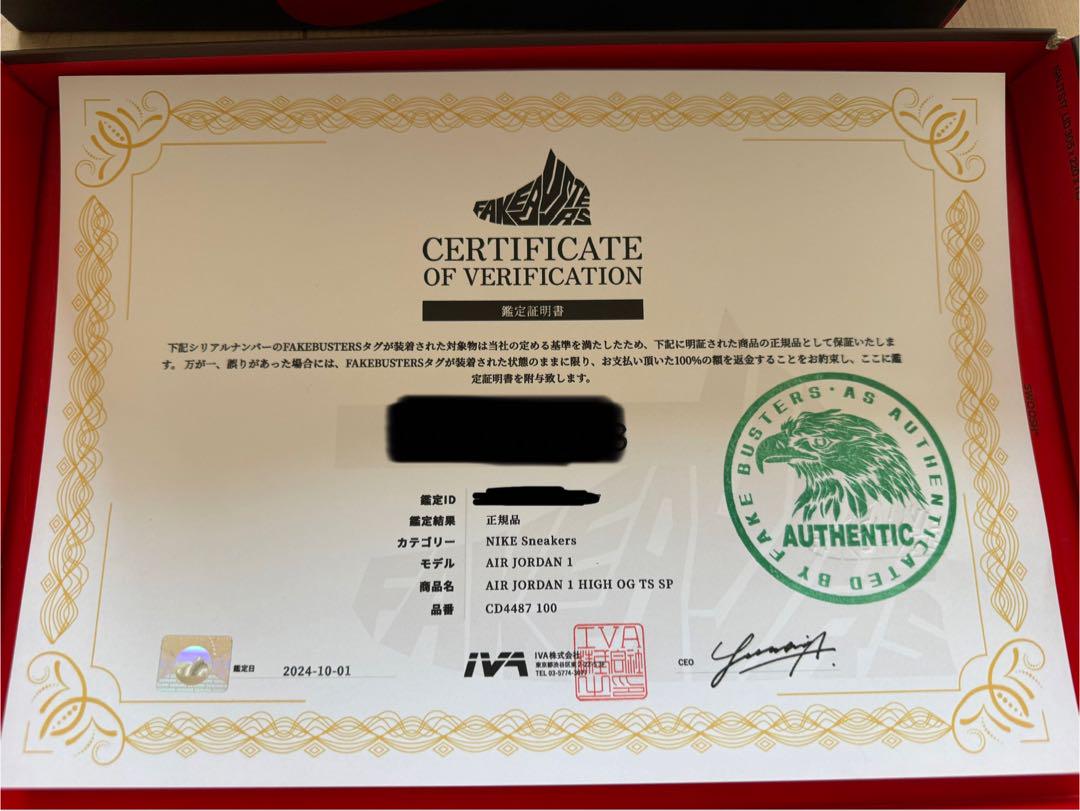 FAKEBUSTERS
CERTIFICATE
OF VERIFICATION
鑑定証明書
下記シリアルナンバーのFAKEBUSTERSタグが装着された対象物は当社の定める基準を満たしたため、下記に明証された商品の正規品として保証いたしま
す。 万が一、誤りがあった場合には、FAKEBUSTERSタグが装着された状態のままに限り、お支払い頂いた100%の額を返金することをお約束し、ここに鑑
定証明書を附与致します。
鑑定ID
鑑定結果 正規品
カテゴリー NIKE Sneakers
モデル AIR JORDAN 1
商品名 AIR JORDAN 1 HIGH OG TS SP
品番 CD4487 100
AS AUTHENTICATED BY FAKE BUSTERS
AUTHENTIC
鑑定日 2024-10-01
IVA IVA株式会社
東京都渋谷区東
TEL 03-5774-
IVA
CEO